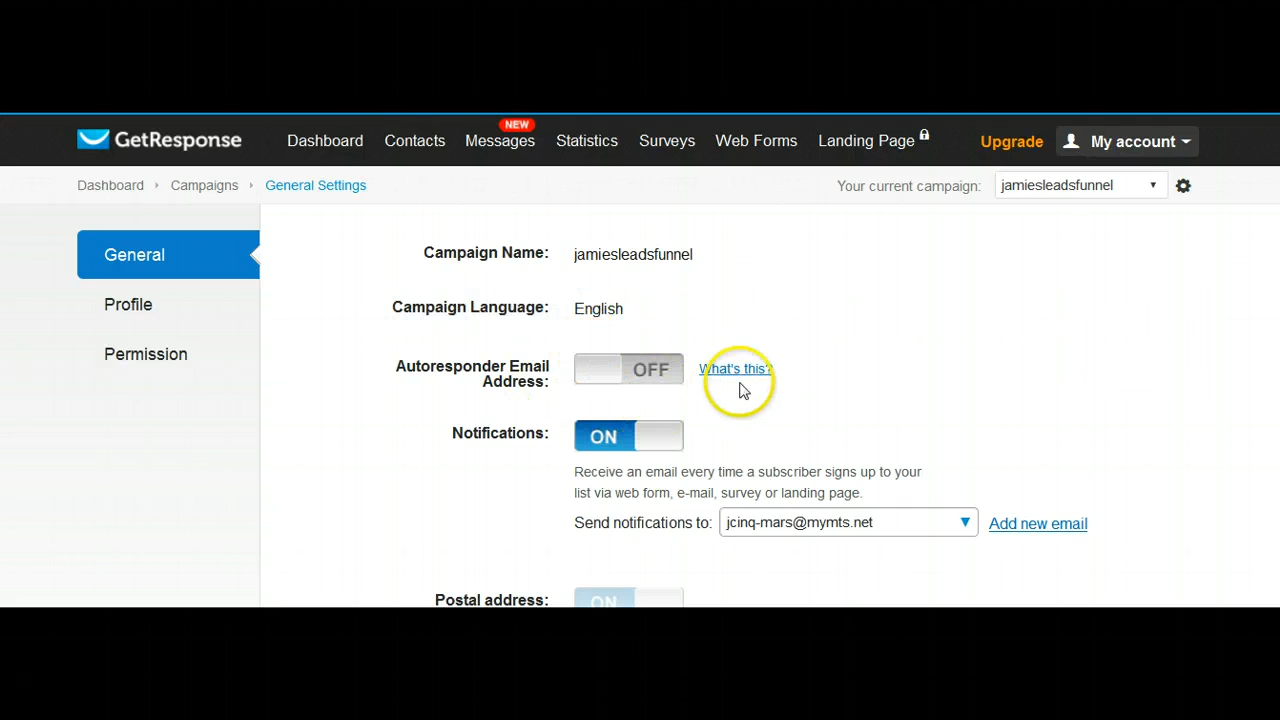 NEW
GetResponse Dashboard Contacts Messages Statistics Surveys Web Forms Landing Page Upgrade My account
Dashboard Campaigns General Settings Your current campaign: jamiesleadsfunnel
General
Profile
Permission
Campaign Name: jamiesleadsfunnel
Campaign Language: English
Autoresponder Email
Address:
OFF What's this?
Notifications: ON
Receive an email every time a subscriber signs up to your
list via web form, e-mail, survey or landing page.
Send notifications to: jcinq-mars@mymts.net Add new email
Postal address: ON